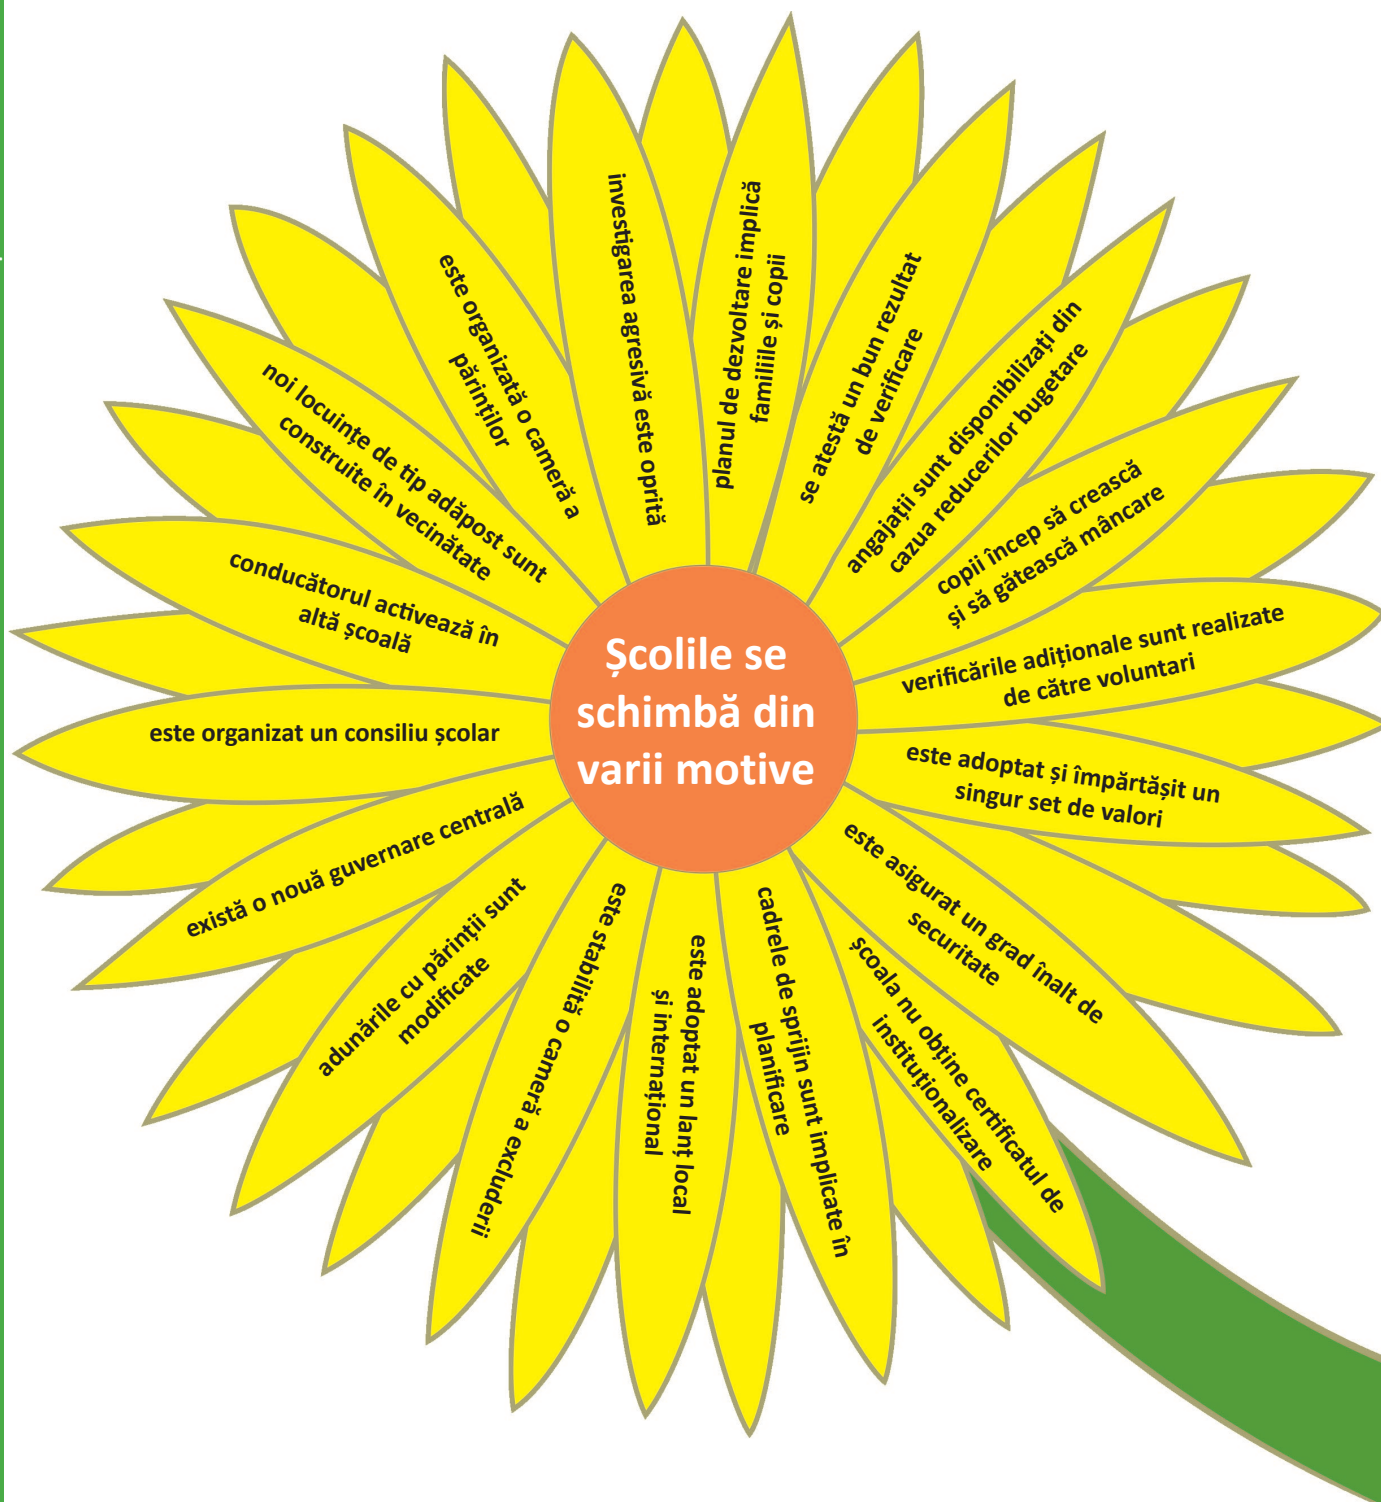 Școlile se
schimbă din
varii motive
investigarea agresivă este oprită
planul de dezvoltare implică
familiile și copii
se atestă un bun rezultat
de verificare
angajații sunt disponibilizați din
cazua reducerilor bugetare
copii încep să crească
și să gătească mâncare
verificările adiționale sunt realizate
de către voluntari
este adoptat și împărtășit un
singur set de valori
este asigurat un grad înalt de
securitate
școala nu obține certificatul de
instituționalizare
cadrele de sprijin sunt implicate în
planificare
este adoptat un lanț local
și internațional
este stabilită o cameră a excluderii
adunările cu părinții sunt
modificate
există o nouă guvernare centrală
este organizat un consiliu școlar
conducătorul activează în
altă școală
noi locuințe de tip adăpost sunt
construite în vecinătate
este organizată o cameră a
părinților